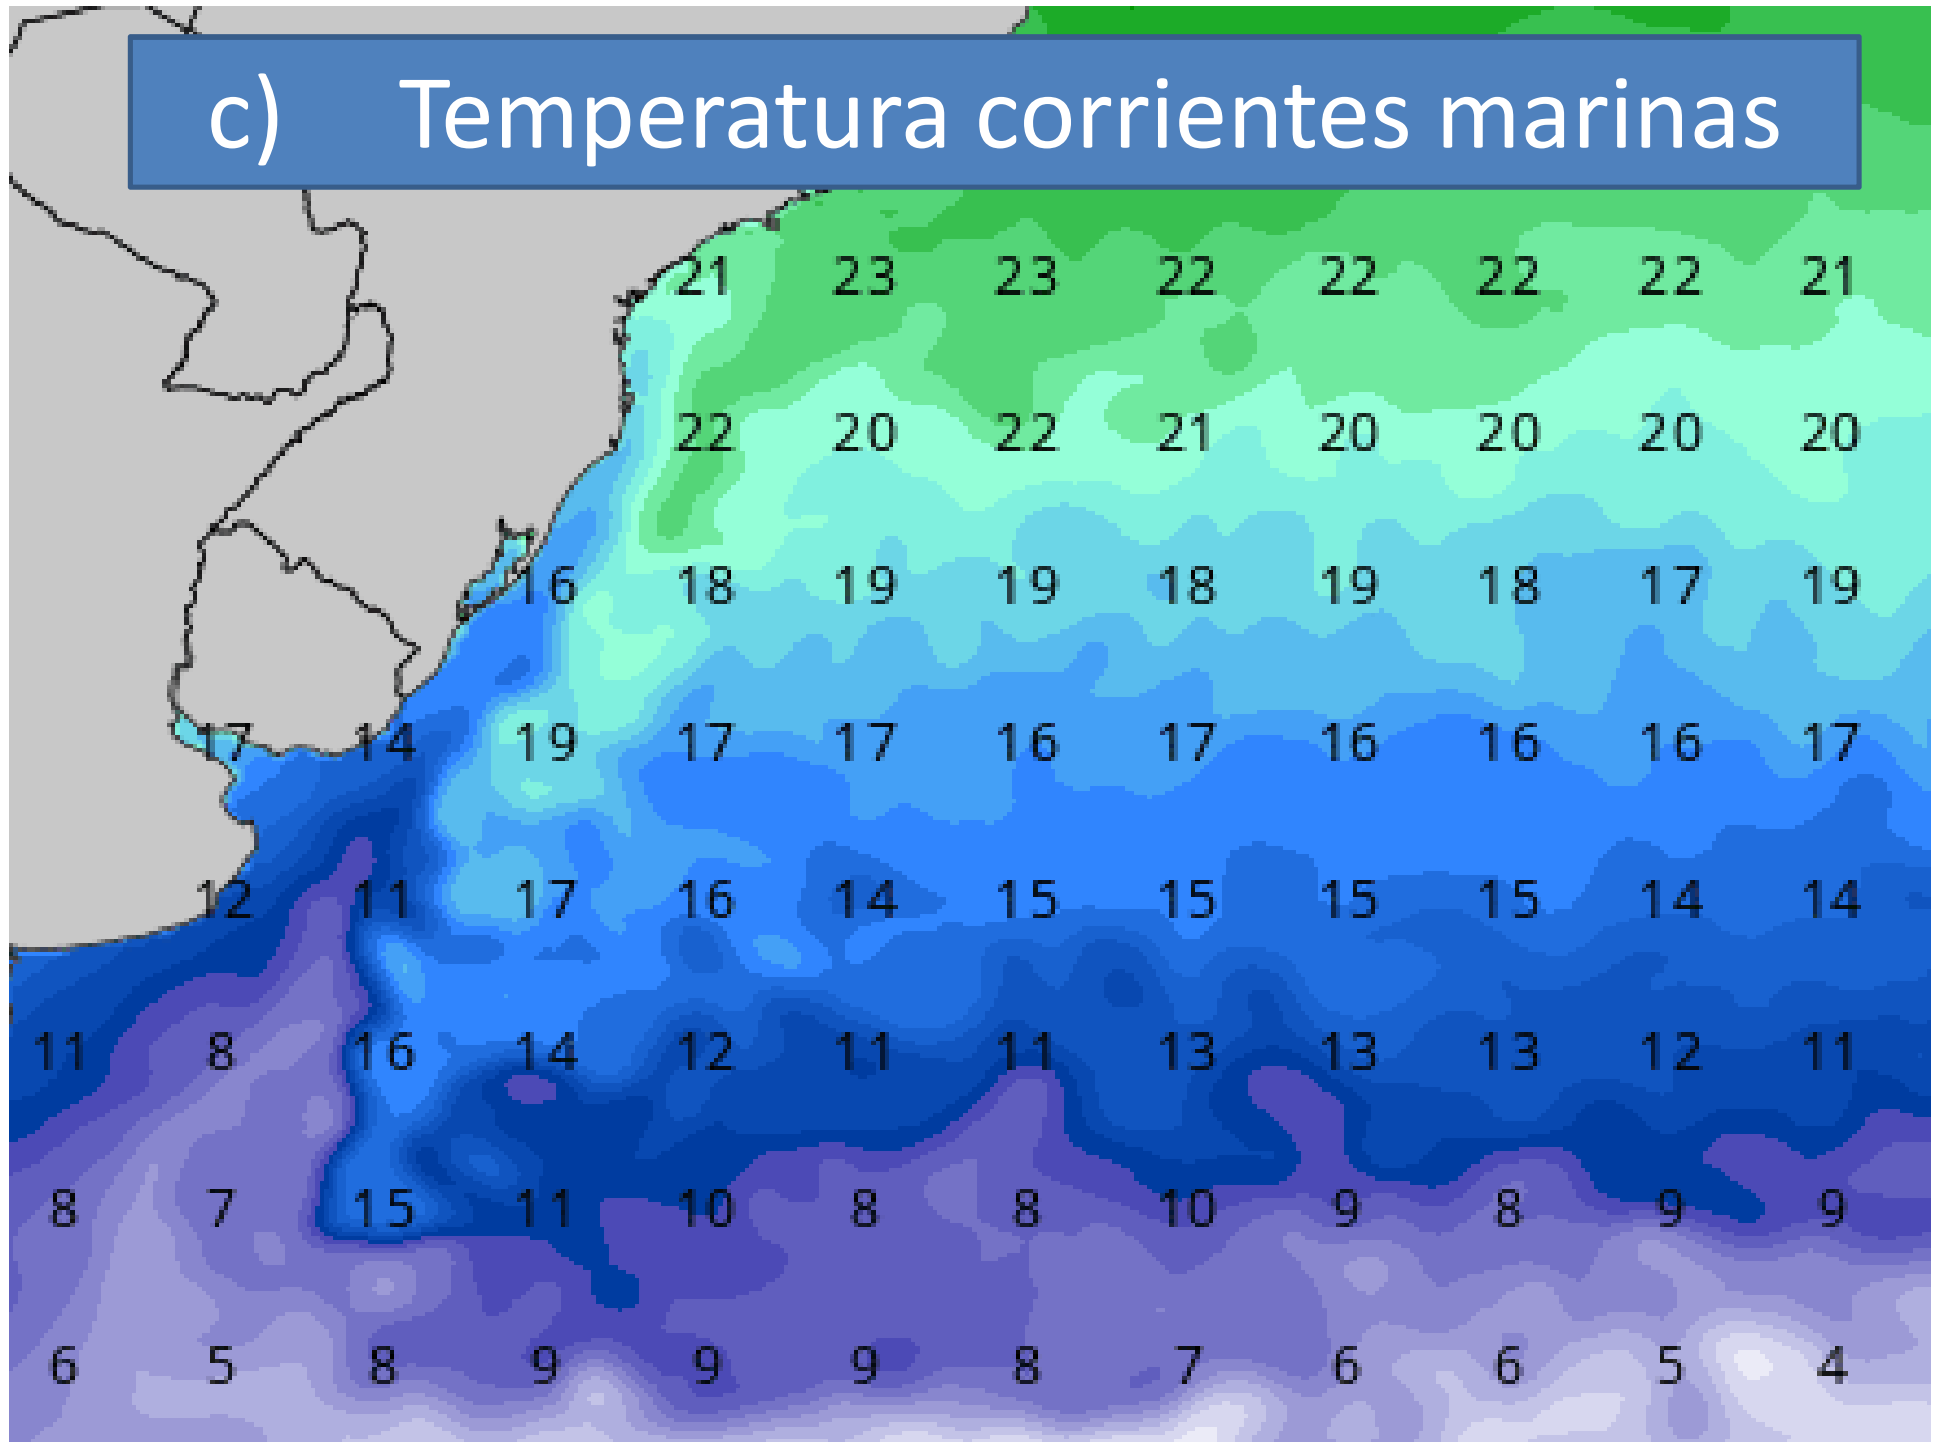 c) Temperatura corrientes marinas
21 23 23 22 22 22 22 21
22 20 22 21 20 20 20 20
16 18 19 19 18 19 18 17 19
17 14 19 17 17 16 17 16 16 16 17
12 11 17 16 14 15 15 15 15 14 14
11 8 16 14 12 11 11 13 13 13 12 11
8 7 15 11 10 8 8 10 9 8 9 9
6 5 8 9 9 9 8 7 6 6 5 4